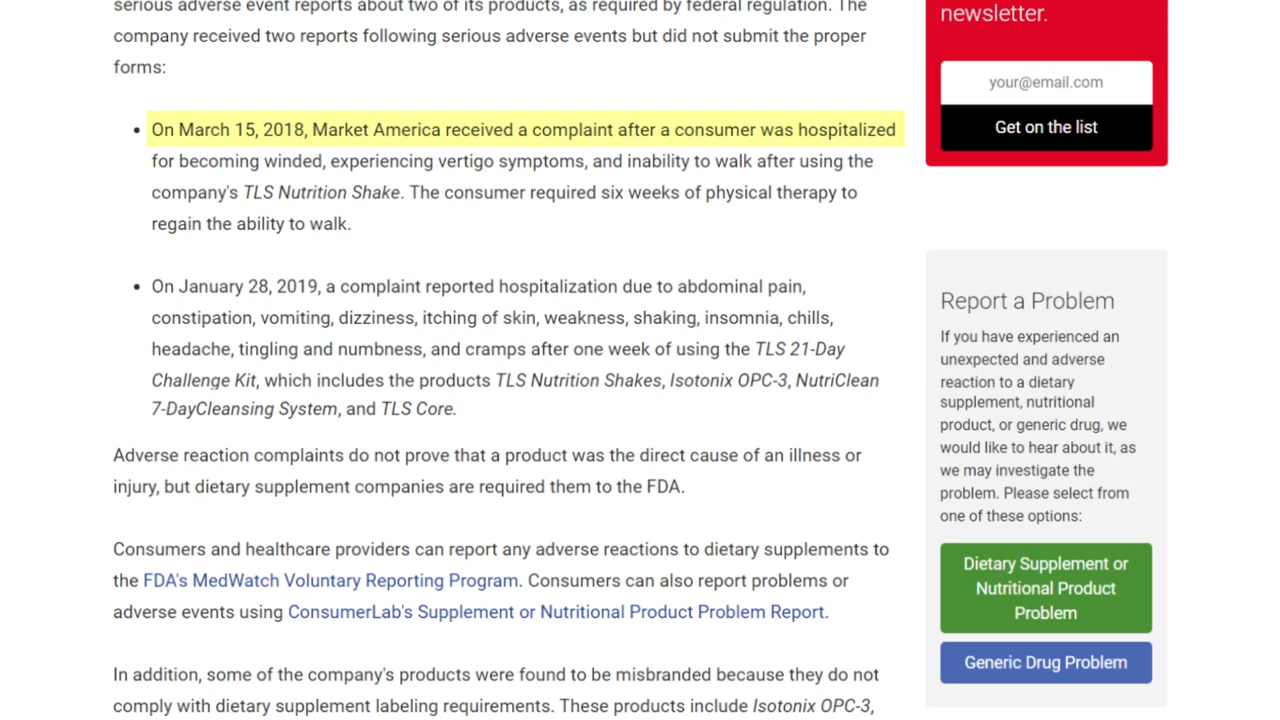 serious adverse event reports about two of its products, as required by federal regulation. The
company received two reports following serious adverse events but did not submit the proper
forms:
• On March 15, 2018, Market America received a complaint after a consumer was hospitalized
for becoming winded, experiencing vertigo symptoms, and inability to walk after using the
company's TLS Nutrition Shake. The consumer required six weeks of physical therapy to
regain the ability to walk.
• On January 28, 2019, a complaint reported hospitalization due to abdominal pain,
constipation, vomiting, dizziness, itching of skin, weakness, shaking, insomnia, chills,
headache, tingling and numbness, and cramps after one week of using the TLS 21-Day
Challenge Kit, which includes the products TLS Nutrition Shakes, Isotonix OPC-3, NutriClean
7-DayCleansing System, and TLS Core.
Adverse reaction complaints do not prove that a product was the direct cause of an illness or
injury, but dietary supplement companies are required them to the FDA.
Consumers and healthcare providers can report any adverse reactions to dietary supplements to
the FDA's MedWatch Voluntary Reporting Program. Consumers can also report problems or
adverse events using ConsumerLab's Supplement or Nutritional Product Problem Report.
In addition, some of the company's products were found to be misbranded because they do not
comply with dietary supplement labeling requirements. These products include Isotonix OPC-3,
newsletter.
your@email.com
Get on the list
Report a Problem
If you have experienced an
unexpected and adverse
reaction to a dietary
supplement, nutritional
product, or generic drug, we
would like to hear about it, as
we may investigate the
problem. Please select from
one of these options:
Dietary Supplement or
Nutritional Product
Problem
Generic Drug Problem